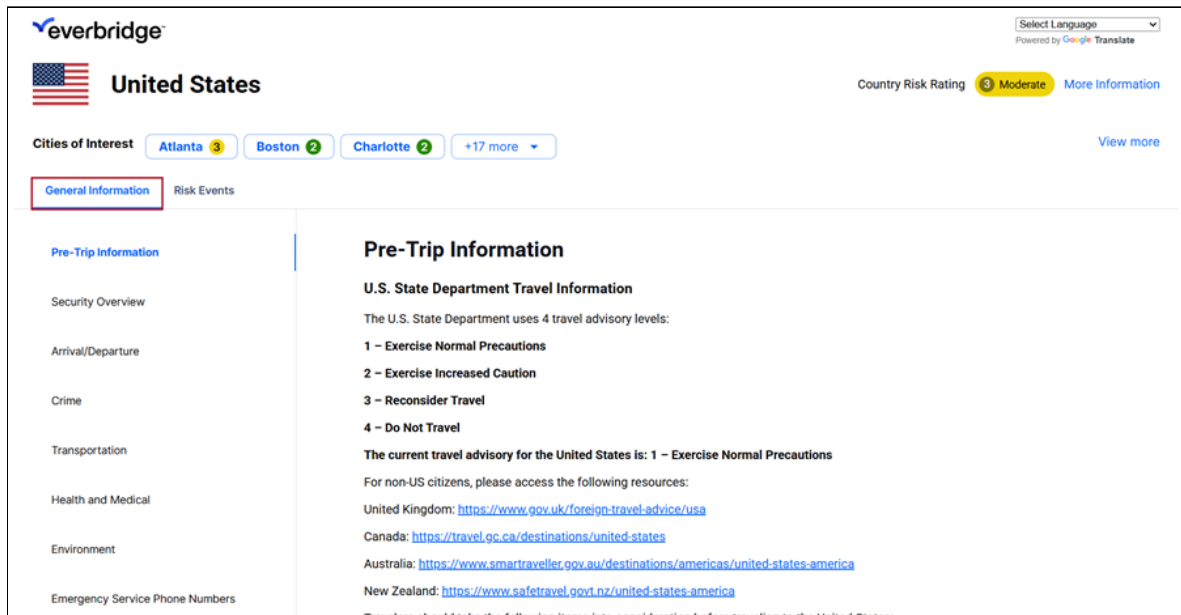 everbridge
Select Language
Powered by Google Translate
United States
Country Risk Rating 3 Moderate More Information
Cities of Interest Atlanta 3 Boston 2 Charlotte 2 +17 more View more
General Information Risk Events
Pre-Trip Information
Security Overview
Arrival/Departure
Crime
Transportation
Health and Medical
Environment
Emergency Service Phone Numbers
Pre-Trip Information
U.S. State Department Travel Information
The U.S. State Department uses 4 travel advisory levels:
1 – Exercise Normal Precautions
2 – Exercise Increased Caution
3 – Reconsider Travel
4 – Do Not Travel
The current travel advisory for the United States is: 1 – Exercise Normal Precautions
For non-US citizens, please access the following resources:
United Kingdom: https://www.gov.uk/foreign-travel-advice/usa
Canada: https://travel.gc.ca/destinations/united-states
Australia: https://www.smartraveller.gov.au/destinations/americas/united-states-america
New Zealand: https://www.safetravel.govt.nz/united-states-america